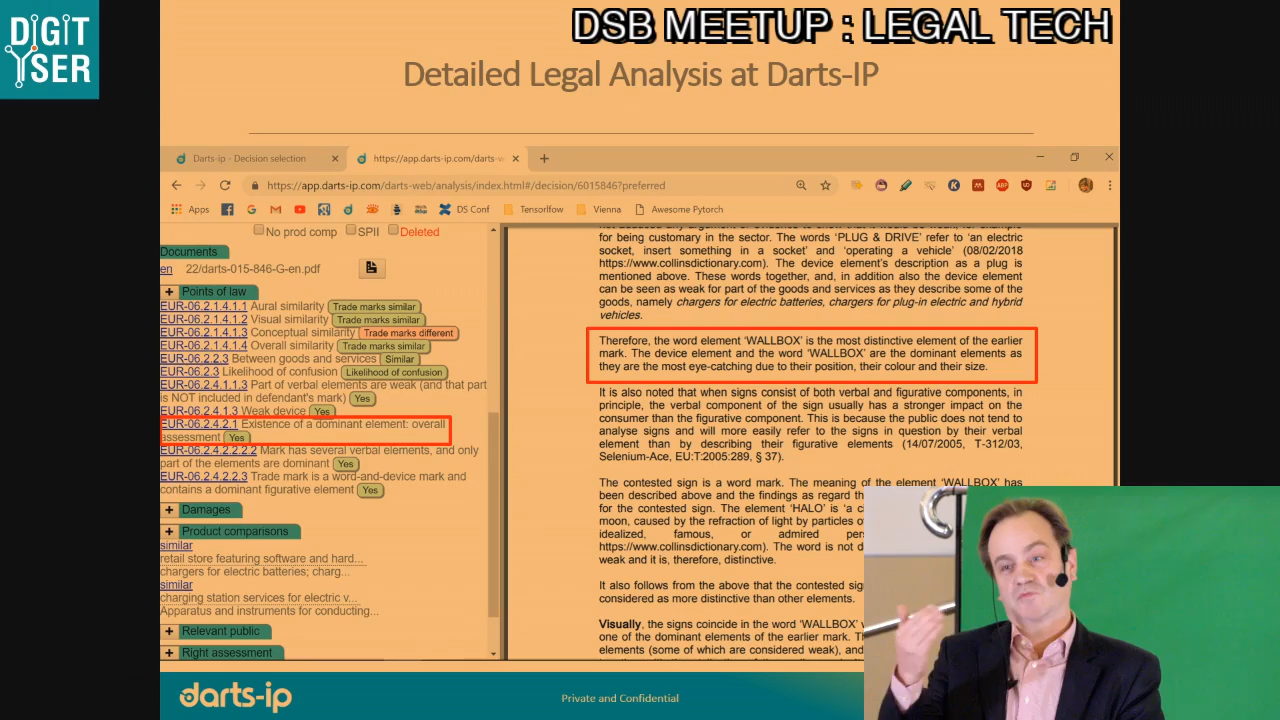 DIGIT
YSER
DSB MEETUP : LEGAL TECH
Detailed Legal Analysis at Darts-IP
Darts-ip - Decision selection
https://app.darts-ip.com/darts-w
https://app.darts-ip.com/darts-web/analysis/index.html#/decision/6015846?preferred
Apps
DS Conf
Tensorlfow
Vienna
Awesome Pytorch
No prod comp SPII Deleted
Documents
en 22/darts-015-846-G-en.pdf
+ Points of law
EUR-06.2.1.4.1.1 Aural similarity Trade marks similar
EUR-06.2.1.4.1.2 Visual similarity Trade marks similar
EUR-06.2.1.4.1.3 Conceptual similarity Trade marks different
EUR-06.2.1.4.1.4 Overall similarity Trade marks similar
EUR-06.2.2.3 Between goods and services Similar
EUR-06.2.3 Likelihood of confusion Likelihood of confusion
EUR-06.2.4.1.1.3 Part of verbal elements are weak (and that part
is NOT included in defendant's mark) Yes
EUR-06.2.4.1.3 Weak device Yes
EUR-06.2.4.2.1 Existence of a dominant element: overall
assessment Yes
EUR-06.2.4.2.2.2.2 Mark has several verbal elements, and only
part of the elements are dominant Yes
EUR-06.2.4.2.2.3 Trade mark is a word-and-device mark and
contains a dominant figurative element Yes
+ Damages
+ Product comparisons
similar
retail store featuring software and hard...
chargers for electric batteries; charg...
similar
charging station services for electric v...
Apparatus and instruments for conducting...
+ Relevant public
+ Right assessment
for being customary in the sector. The words 'PLUG & DRIVE' refer to 'an electric
socket, insert something in a socket' and 'operating a vehicle' (08/02/2018
https://www.collinsdictionary.com). The device element's description as a plug is
mentioned above. These words together, and, in addition also the device element
can be seen as weak for part of the goods and services as they describe some of the
goods, namely chargers for electric batteries, chargers for plug-in electric and hybrid
vehicles.
Therefore, the word element 'WALLBOX' is the most distinctive element of the earlier
mark. The device element and the word 'WALLBOX' are the dominant elements as
they are the most eye-catching due to their position, their colour and their size.
It is also noted that when signs consist of both verbal and figurative components, in
principle, the verbal component of the sign usually has a stronger impact on the
consumer than the figurative component. This is because the public does not tend to
analyse signs and will more easily refer to the signs in question by their verbal
element than by describing their figurative elements (14/07/2005, T-312/03,
Selenium-Ace, EU:T:2005:289, § 37).
The contested sign is a word mark. The meaning of the element 'WALLBOX' has
been described above and the findings as regard th
for the contested sign. The element 'HALO' is 'a c
moon, caused by the refraction of light by particles of
idealized, famous, or admired pers
https://www.collinsdictionary.com). The word is not d
weak and it is, therefore, distinctive.
It also follows from the above that the contested sig
considered as more distinctive than other elements.
Visually, the signs coincide in the word 'WALLBOX' w
one of the dominant elements of the earlier mark. Th
elements (some of which are considered weak), and
darts-ip
Private and Confidential